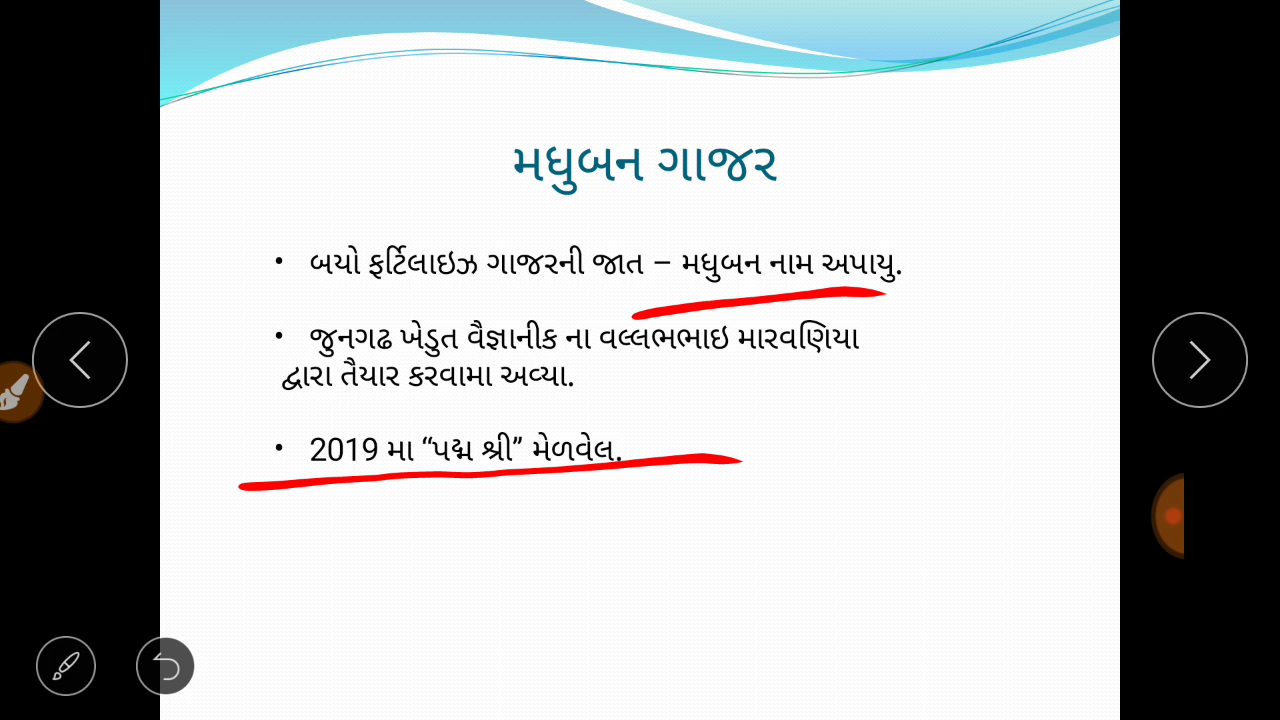 મધુબન ગાજર
• બયો ફર્ટિલાઇઝ ગાજરની જાત – મધુબન નામ અપાયુ.
• જુનગઢ ખેડુત વૈજ્ઞાનીક ના વલ્લભભાઇ મારવણિયા
દ્વારા તૈયાર કરવામા અવ્યા.
• 2019 મા “પદ્મ શ્રી” મેળવેલ.